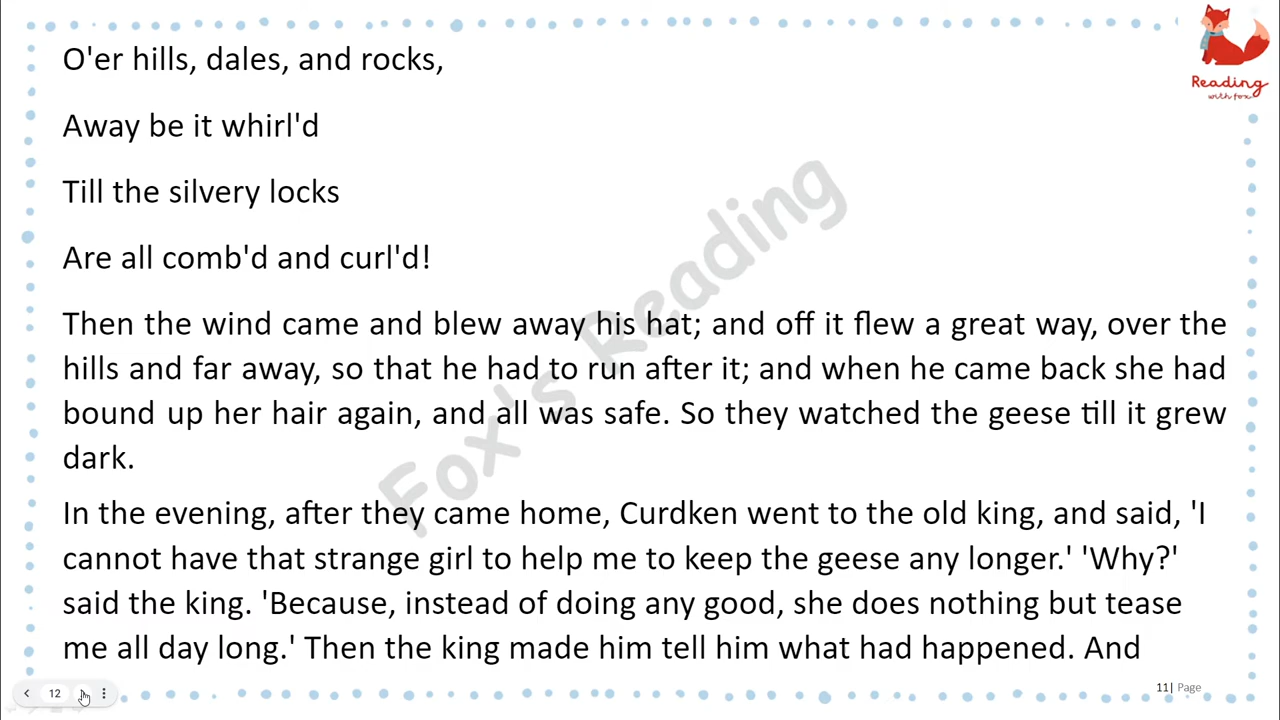 O'er hills, dales, and rocks,
Away be it whirl'd
Till the silvery locks
Are all comb'd and curl'd!
Then the wind came and blew away his hat; and off it flew a great way, over the
hills and far away, so that he had to run after it; and when he came back she had
bound up her hair again, and all was safe. So they watched the geese till it grew
dark.
In the evening, after they came home, Curdken went to the old king, and said, 'I
cannot have that strange girl to help me to keep the geese any longer.' 'Why?'
said the king. 'Because, instead of doing any good, she does nothing but tease
me all day long.' Then the king made him tell him what had happened. And
Fox's Reading
Reading
with fox
12
11| Page